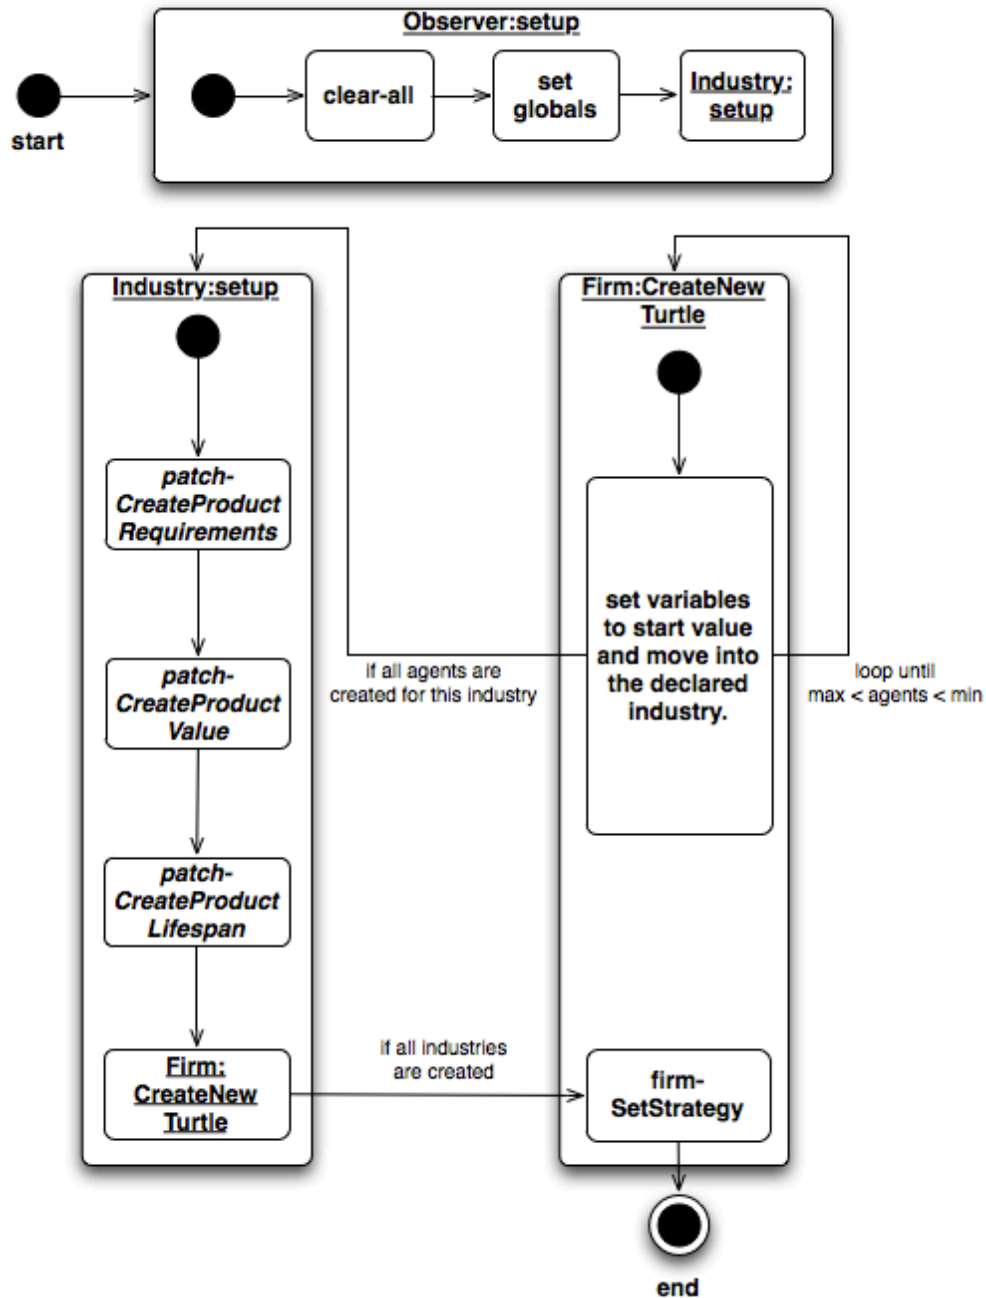 Observer:setup
start
clear-all
set
globals
Industry:
setup
Industry:setup
patch-
CreateProduct
Requirements
patch-
CreateProduct
Value
patch-
CreateProduct
Lifespan
Firm:
CreateNew
Turtle
if all agents are
created for this industry
if all industries
are created
Firm:CreateNew
Turtle
set variables
to start value
and move into
the declared
industry.
loop until
max < agents < min
firm-
SetStrategy
end